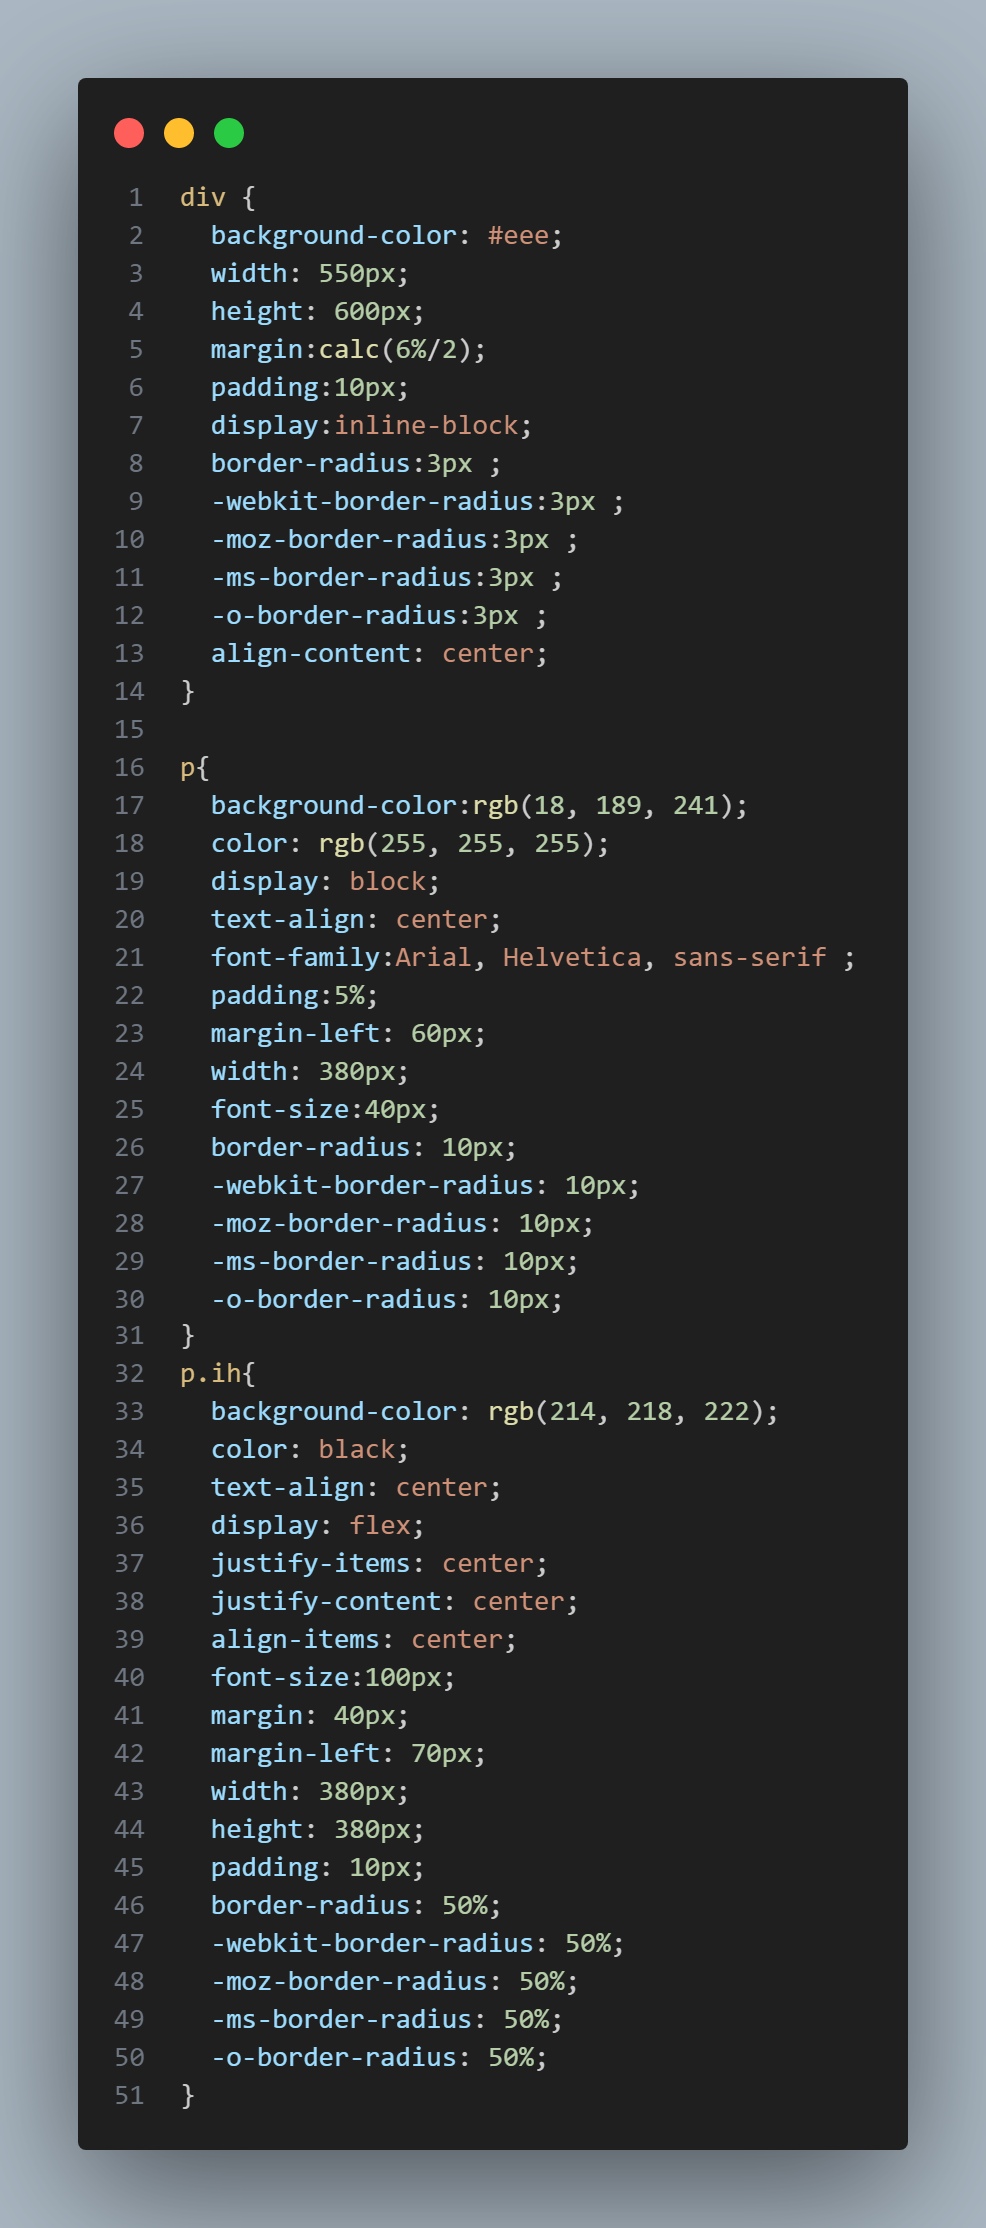 1 div {
2 background-color: #eee;
3 width: 550px;
4 height: 600px;
5 margin:calc(6%/2);
6 padding:10px;
7 display:inline-block;
8 border-radius:3px ;
9 -webkit-border-radius:3px ;
10 -moz-border-radius:3px ;
11 -ms-border-radius:3px ;
12 -o-border-radius:3px ;
13 align-content: center;
14 }
15
16 p{
17 background-color:rgb(18, 189, 241);
18 color: rgb(255, 255, 255);
19 display: block;
20 text-align: center;
21 font-family:Arial, Helvetica, sans-serif ;
22 padding:5%;
23 margin-left: 60px;
24 width: 380px;
25 font-size:40px;
26 border-radius: 10px;
27 -webkit-border-radius: 10px;
28 -moz-border-radius: 10px;
29 -ms-border-radius: 10px;
30 -o-border-radius: 10px;
31 }
32 p.ih{
33 background-color: rgb(214, 218, 222);
34 color: black;
35 text-align: center;
36 display: flex;
37 justify-items: center;
38 justify-content: center;
39 align-items: center;
40 font-size:100px;
41 margin: 40px;
42 margin-left: 70px;
43 width: 380px;
44 height: 380px;
45 padding: 10px;
46 border-radius: 50%;
47 -webkit-border-radius: 50%;
48 -moz-border-radius: 50%;
49 -ms-border-radius: 50%;
50 -o-border-radius: 50%;
51 }